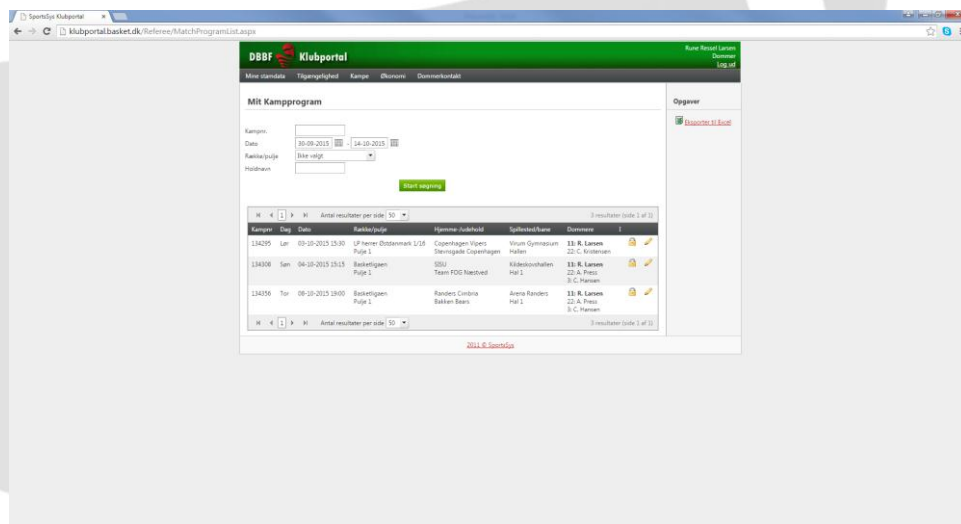 SportsSys Klubportal
klubportal.basket.dk/Referee/MatchProgramList.aspx
DBBF Klubportal
Rune Ressel Larsen
Dommer
Log ud
Mine stamdata Tilgængelighed Kampe Økonomi Dommerkontakt
Mit Kampprogram
Opgaver
Eksporter til Excel
Kampnr.
Dato 30-09-2015 - 14-10-2015
Række/pulje Ikke valgt
Holdnavn
Start søgning
1 Antal resultater per side 50 3 resultater (side 1 af 1)
Kampnr Dag Dato Række/pulje Hjemme-/udehold Spillested/bane Dommere
134295 Lør 03-10-2015 15:30 LP herrer Østdanmark 1/16 Copenhagen Vipers Virum Gymnasium 11: R. Larsen
Pulje 1 Stevnsgade Copenhagen Hallen 22: C. Kristensen
134308 Søn 04-10-2015 15:15 Basketligaen SISU Kildeskovshallen 11: R. Larsen
Pulje 1 Team FOG Næstved Hal 1 22: A. Press
3: C. Hansen
134356 Tor 08-10-2015 19:00 Basketligaen Randers Cimbria Arena Randers 11: R. Larsen
Pulje 1 Bakken Bears Hal 1 22: A. Press
3: C. Hansen
1 Antal resultater per side 50 3 resultater (side 1 af 1)
2011 © SportsSys